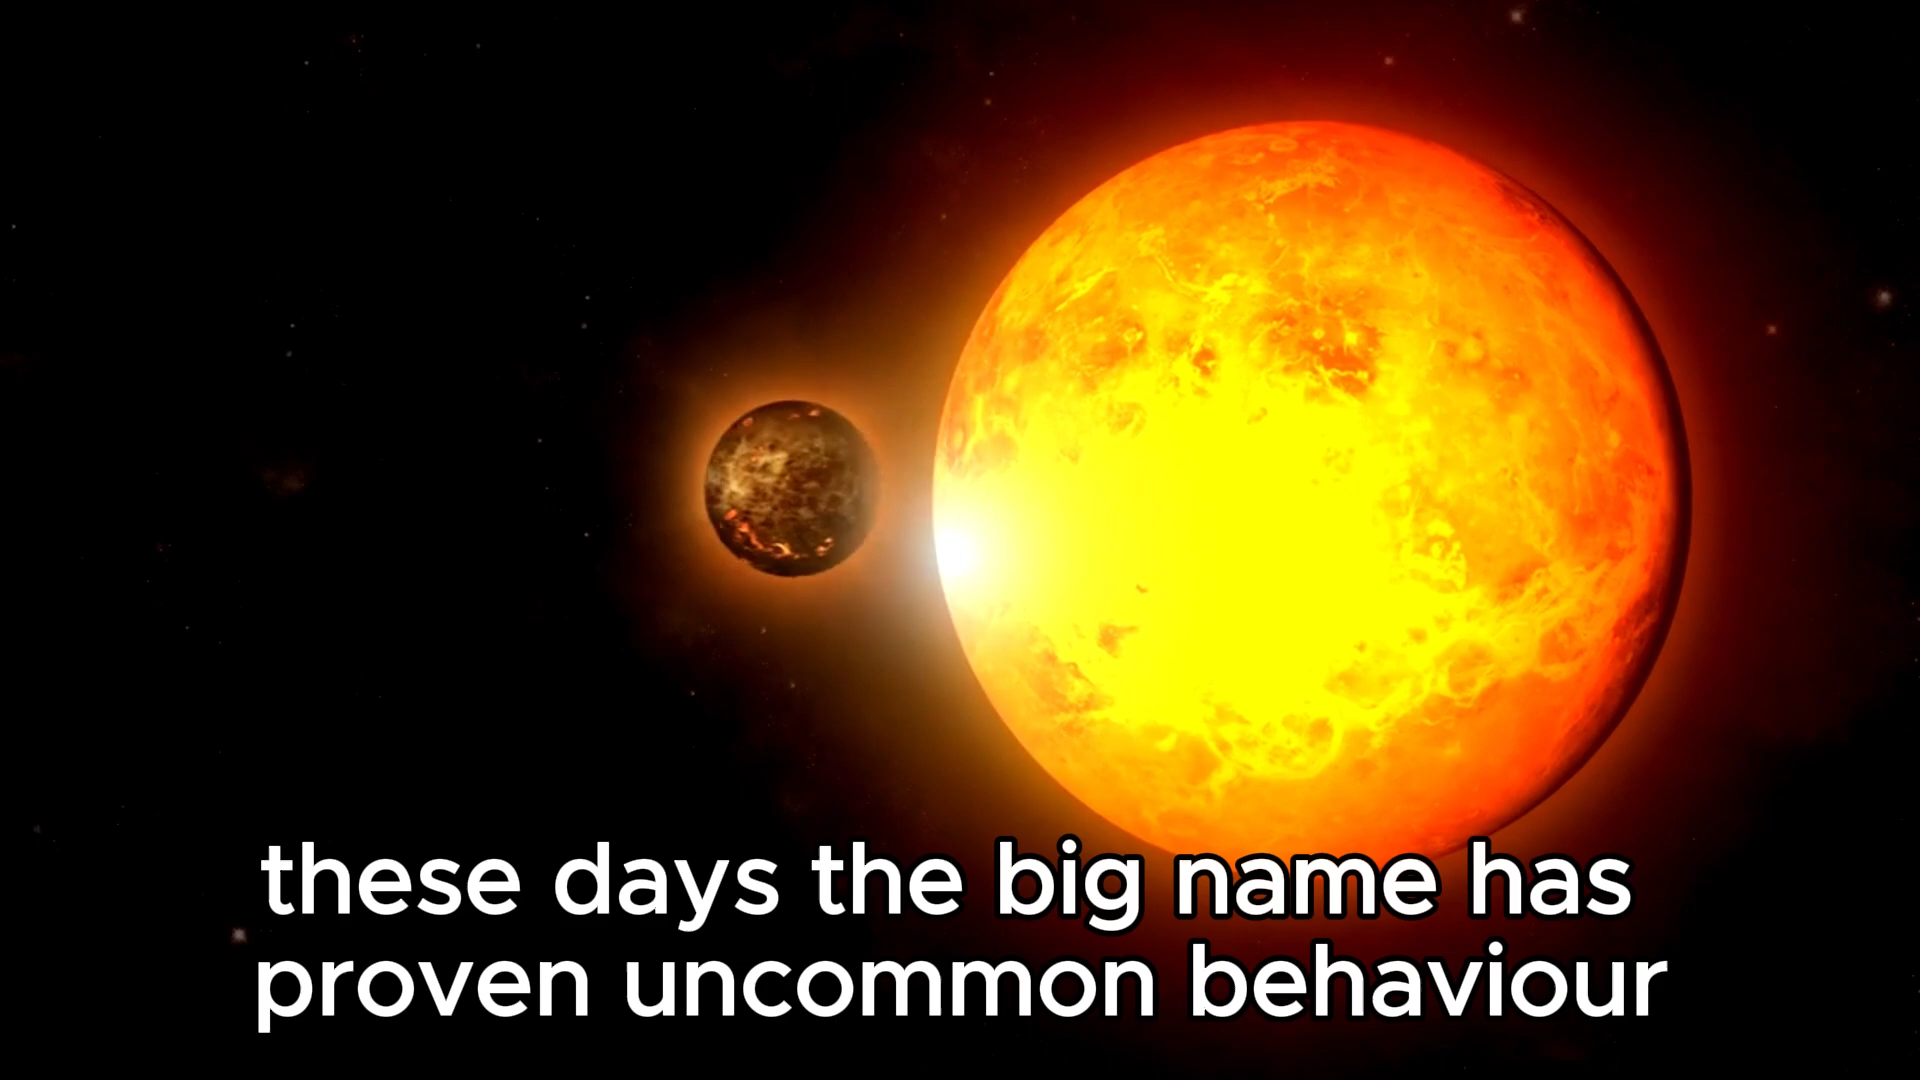 these days the big name has
proven uncommon behaviour